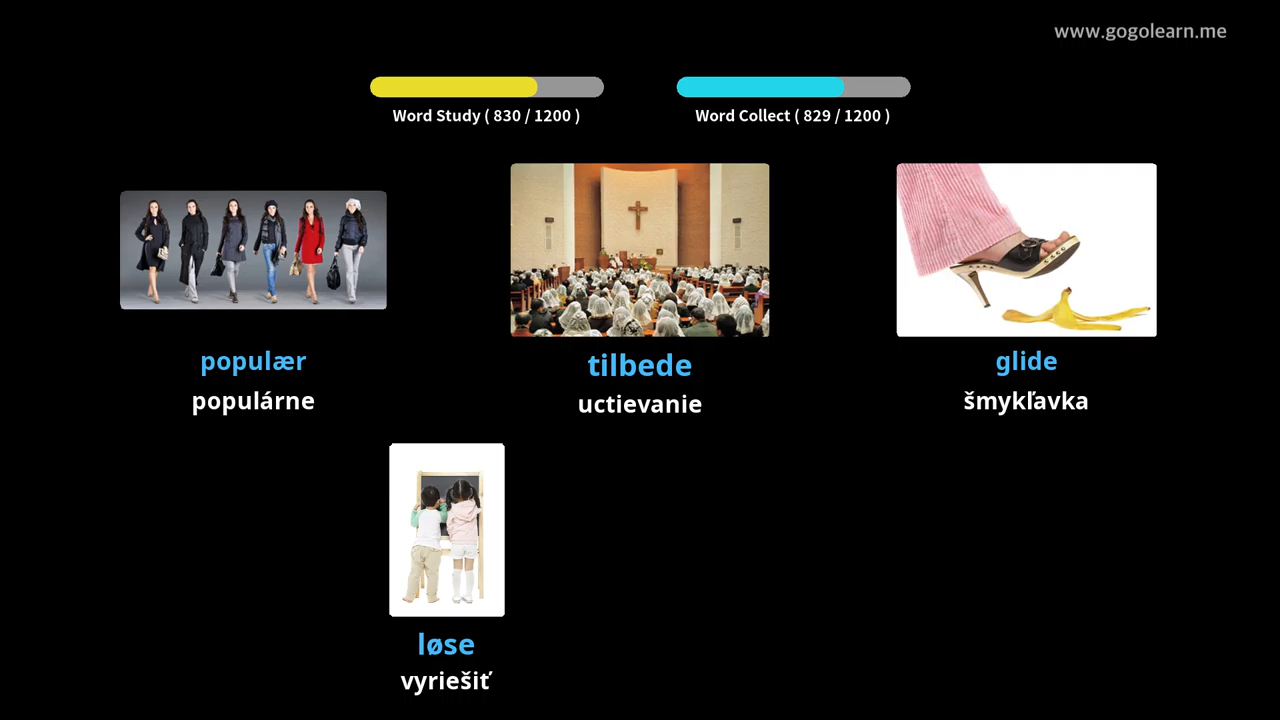 www.gogolearn.me
Word Study ( 830 / 1200 )
Word Collect ( 829 / 1200 )
populær
populárne
tilbede
uctievanie
glide
šmykľavka
løse
vyriešiť